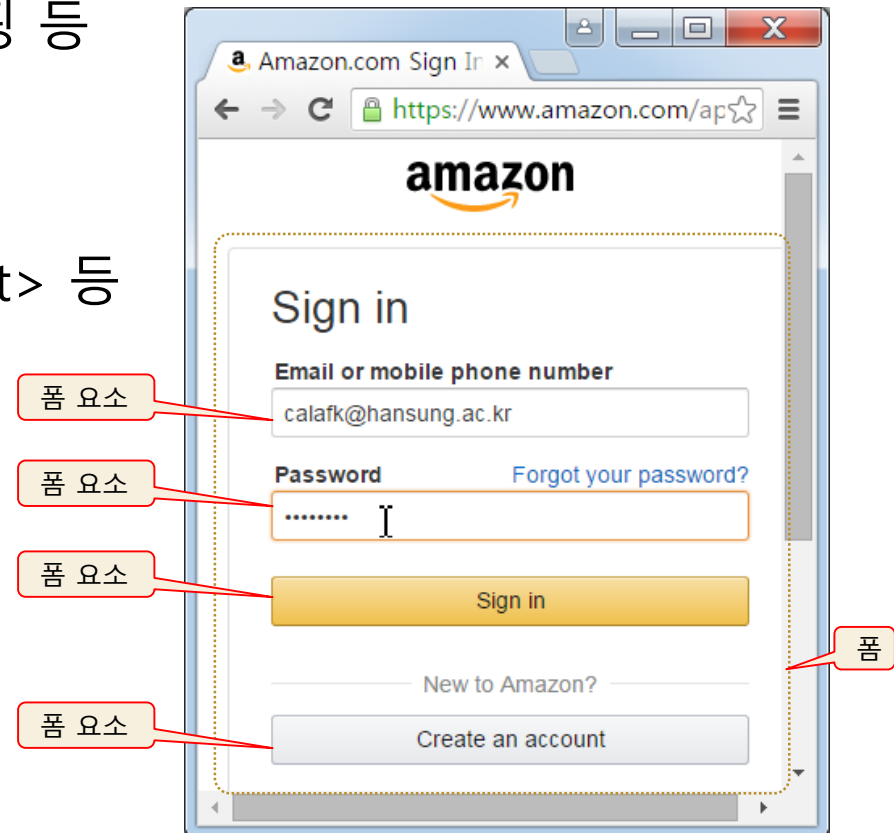 등
Amazon.com Sign In
https://www.amazon.com/ap
amazon
t> 등
Sign in
Email or mobile phone number
폼 요소
calafk@hansung.ac.kr
Password Forgot your password?
폼 요소
••••••••
폼 요소
Sign in
폼
New to Amazon?
폼 요소
Create an account